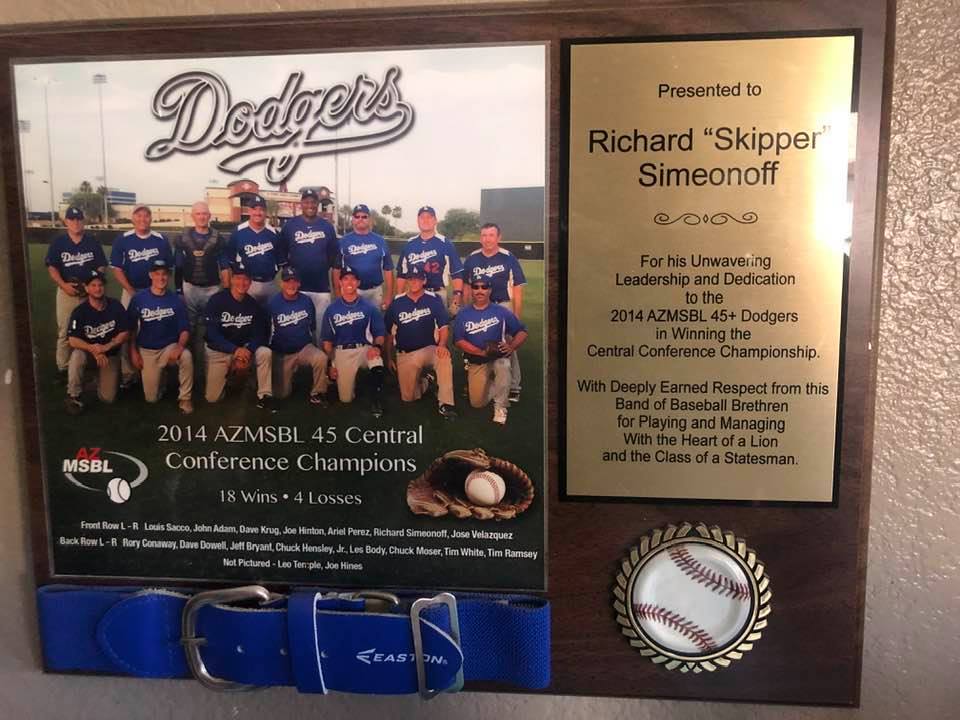 Dodgers
2014 AZMSBL 45 Central
Conference Champions
18 Wins • 4 Losses
AZ
MSBL
Front Row L - R Louis Sacco, John Adam, Dave Krug, Joe Hinton, Ariel Perez, Richard Simeonoff, Jose Velazquez
Back Row L - R Rory Conaway, Dave Dowell, Jeff Bryant, Chuck Hensley, Jr., Les Body, Chuck Moser, Tim White, Tim Ramsey
Not Pictured - Leo Temple, Joe Hines
EASTON
Presented to
Richard “Skipper”
Simeonoff
For his Unwavering
Leadership and Dedication
to the
2014 AZMSBL 45+ Dodgers
in Winning the
Central Conference Championship.
With Deeply Earned Respect from this
Band of Baseball Brethren
for Playing and Managing
With the Heart of a Lion
and the Class of a Statesman.